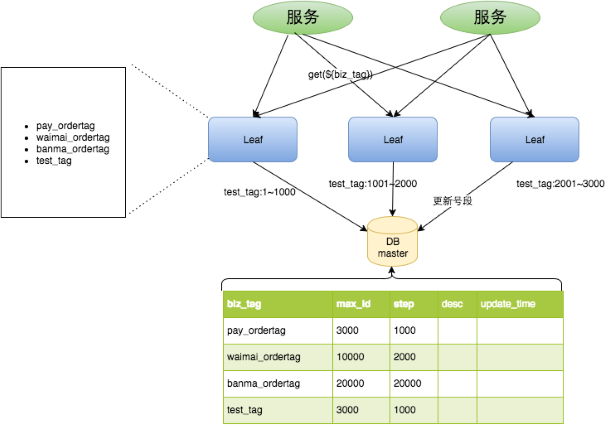 服务 服务
get(${biz_tag})
• pay_ordertag
• waimai_ordertag
• banma_ordertag
• test_tag
Leaf Leaf Leaf
test_tag:1~1000 test_tag:1001~2000 test_tag:2001~3000
更新号段
DB
master
biz_tag max_id step desc update_time
pay_ordertag 3000 1000
waimai_ordertag 10000 2000
banma_ordertag 20000 20000
test_tag 3000 1000